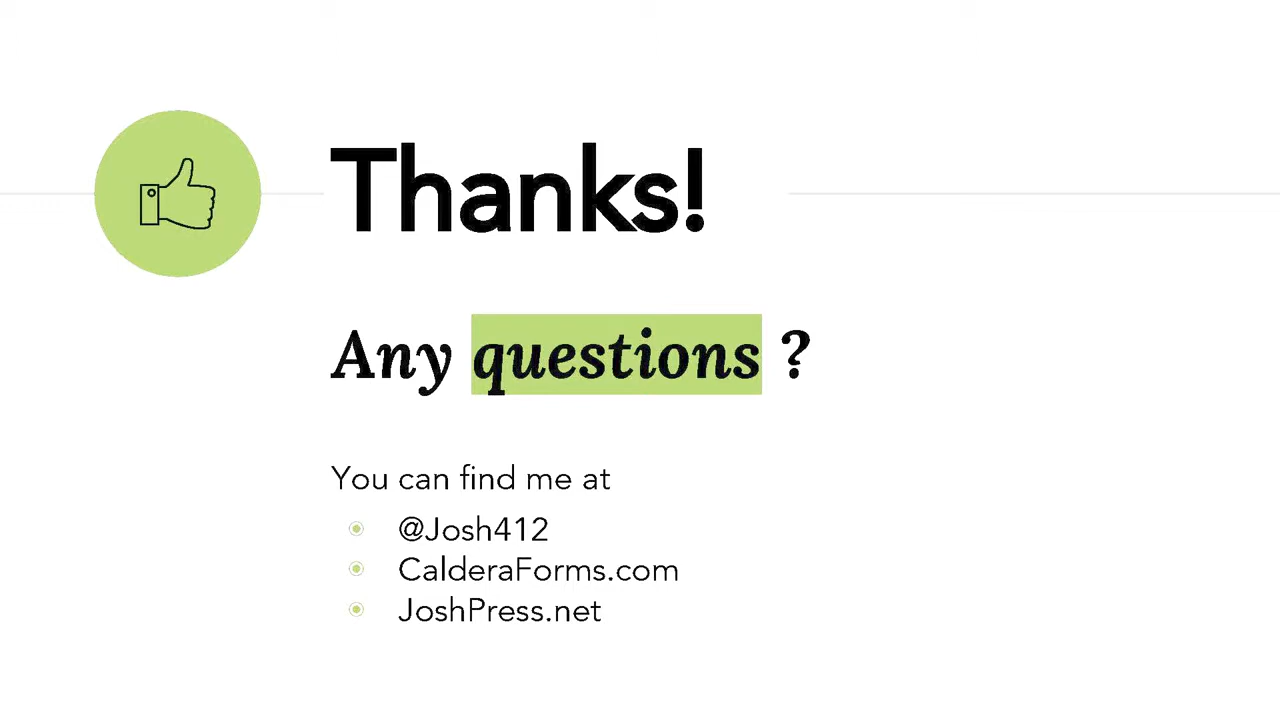 Thanks!
Any questions ?
You can find me at
@Josh412
CalderaForms.com
JoshPress.net